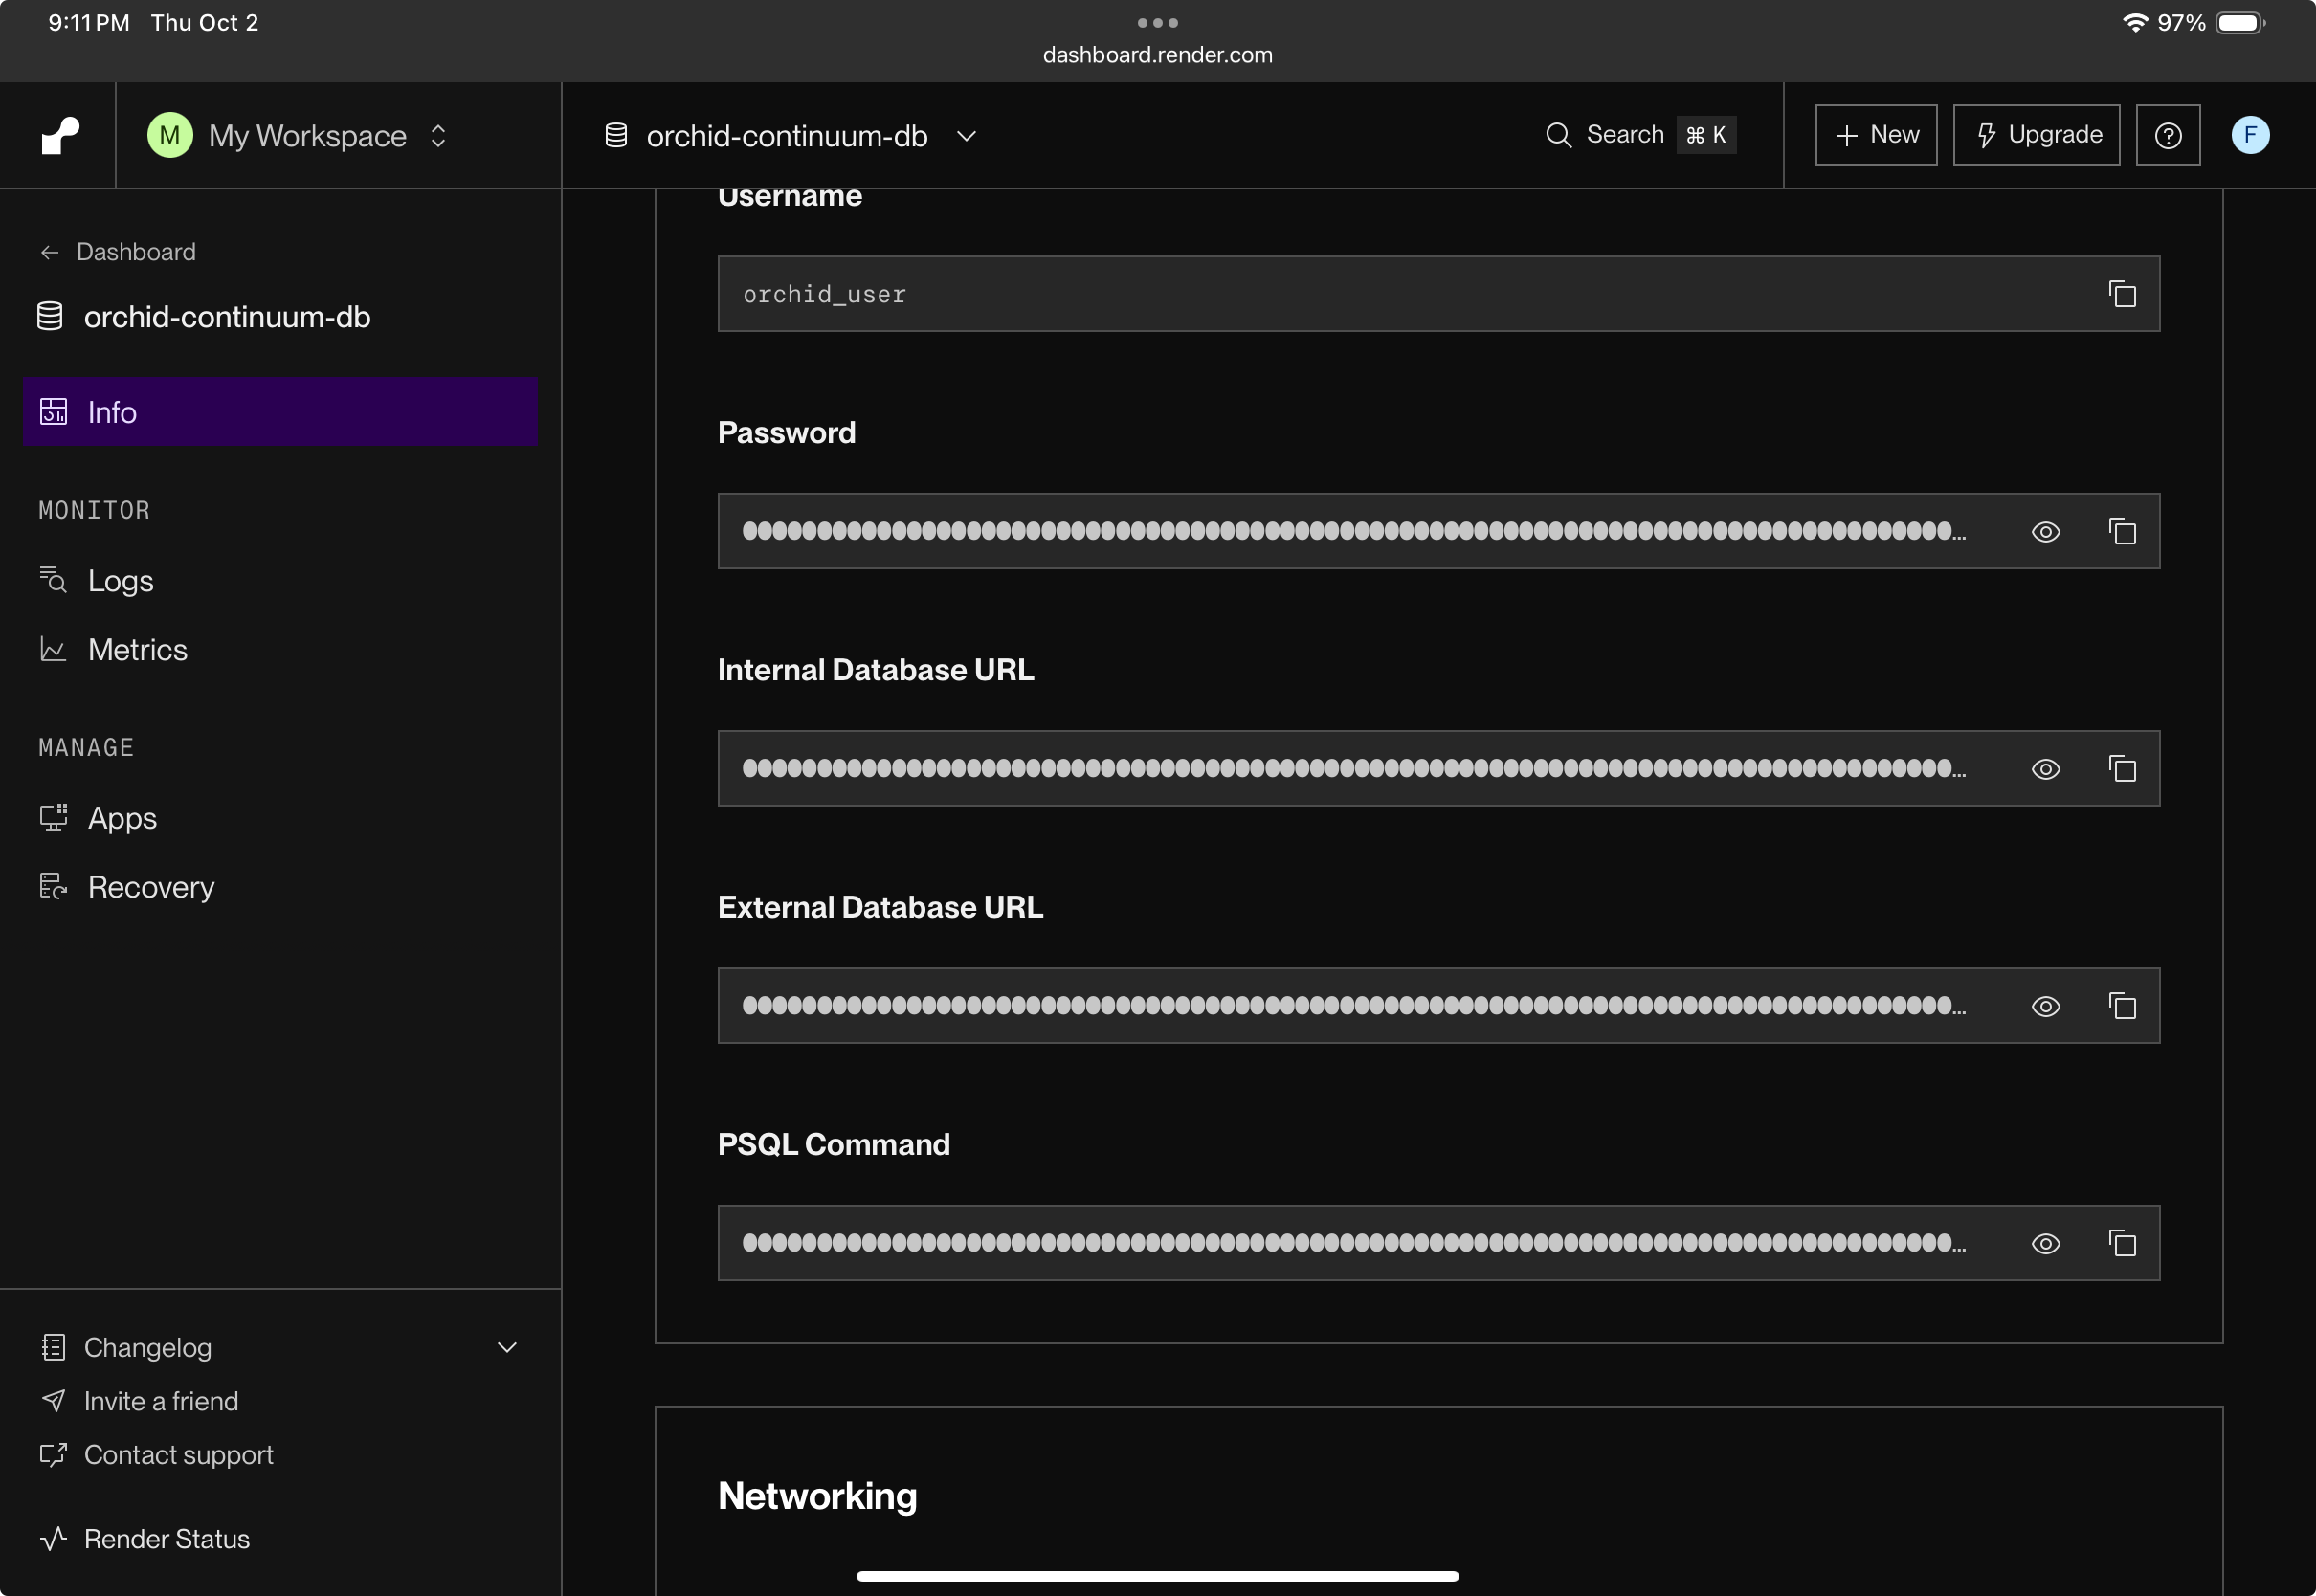 9:11 PM Thu Oct 2
97%
dashboard.render.com
M My Workspace
orchid-continuum-db
Search ⌘ K
+ New
Upgrade
F
← Dashboard
orchid-continuum-db
Info
MONITOR
Logs
Metrics
MANAGE
Apps
Recovery
Changelog
Invite a friend
Contact support
Render Status
Username
orchid_user
Password
Internal Database URL
External Database URL
PSQL Command
Networking